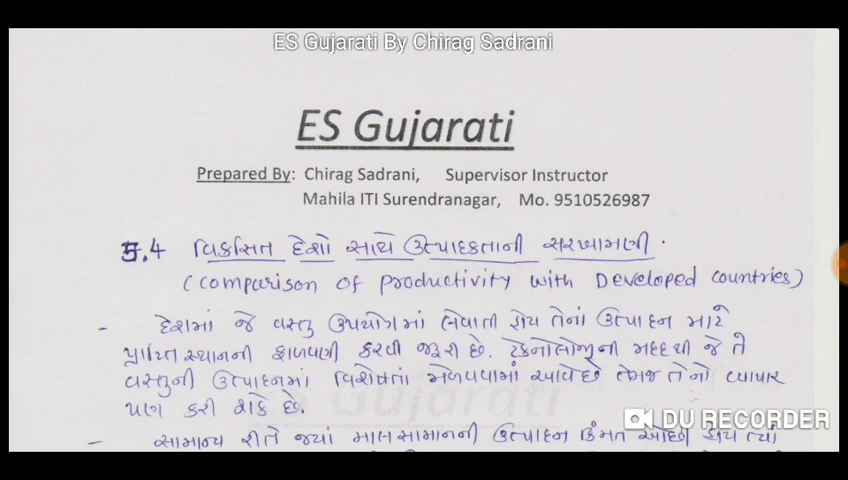 ES Gujarati By Chirag Sadrani
ES Gujarati
Prepared By: Chirag Sadrani, Supervisor Instructor
Mahila ITI Surendranagar, Mo. 9510526987
5.4 વિકસિત દેશો સાથે ઉત્પાદકતાની સરખામણી.
(comparison of productivity with Developed countries)
- દેશમાં જે વસ્તુ ઉપયોગમાં લેવાતી હોય તેનાં ઉત્પાદન માટે
પ્રાપ્તિ સ્થાનની ફાળવણી કરવી જરૂરી છે. ટેકનોલોજીની મદદથી જે તે
વસ્તુની ઉત્પાદનમાં વિશેષતાં મેળવવામાં આવે છે તેમજ તેનો વ્યાપાર
પણ કરી શકે છે.
ES Gujarati
DU RECORDER
- સામાન્ય રીતે જ્યાં માલસામાનની ઉત્પાદન કિંમત ઓછી હોય ત્યાં